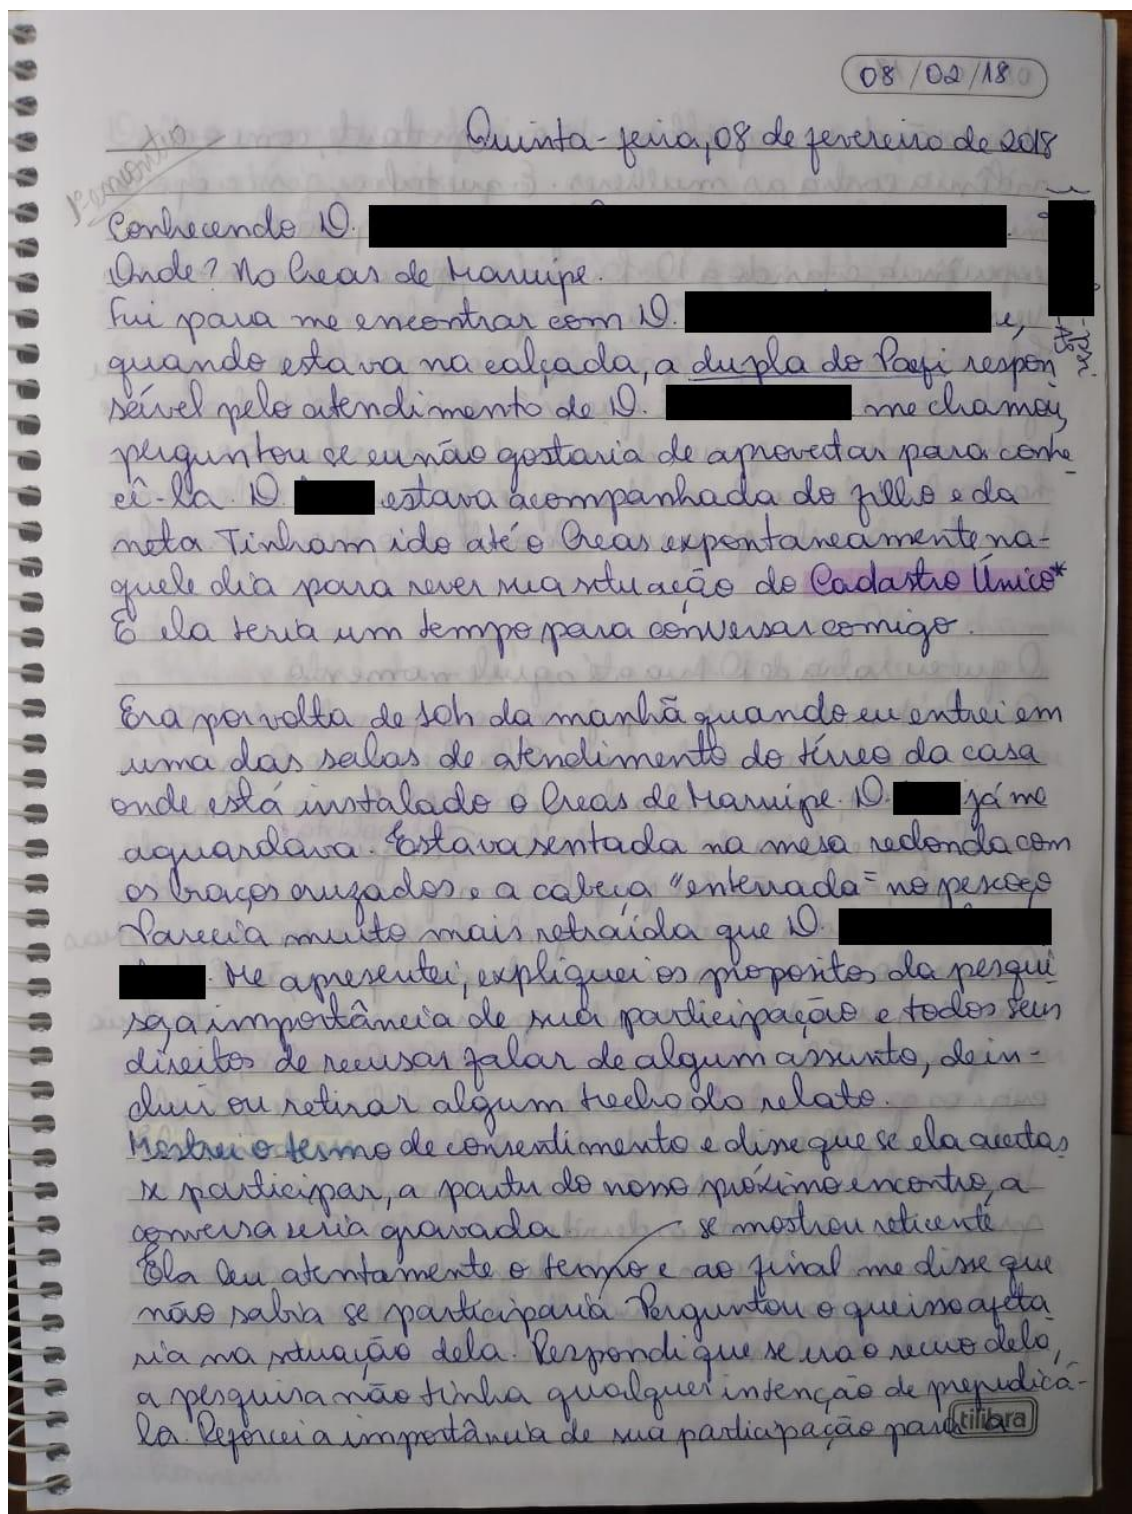 08/02/18
Quinta-feira, 08 de fevereiro de 2018
1º encontro
Conhecendo D.
Onde? No Creas de Maruípe.
Fui para me encontrar com D. e,
quando estava na calçada, a dupla do Paefi respon
sável pelo atendimento de D. me chamou,
perguntou se eu não gostaria de aproveitar para conhe
cê-la. D. estava acompanhada do filho e da
neta. Tinham ido até o Creas expontaneamente na-
quele dia para rever sua situação do Cadastro Único*
E ela teria um tempo para conversar comigo.
Era por volta de 10h da manhã quando eu entrei em
uma das salas de atendimento do térreo da casa
onde está instalado o Creas de Maruípe. D. já me
aguardava. Estava sentada na mesa redonda com
os braços cruzados e a cabeça "enterrada" no pescoço
Parecia muito mais retraída que D.
. Me apresentei, expliquei os propositos da pesqui
sa, a importância de sua participação e todos seus
direitos de recusar falar de algum assunto, de in-
cluir ou retirar algum trecho do relato.
Mostrei o termo de consentimento e disse que se ela aceitas
se participar, a partir do nosso próximo encontro, a
conversa seria gravada.
se mostrou reticente
Ela leu atentamente o termo e ao final me disse que
não sabia se participaria Perguntou o que isso afeta
ria na situação dela. Respondi que se era o receio dela,
a pesquisa não tinha qualquer intenção de prejudicá-
la. Reforcei a importância de sua participação para a
tilibra